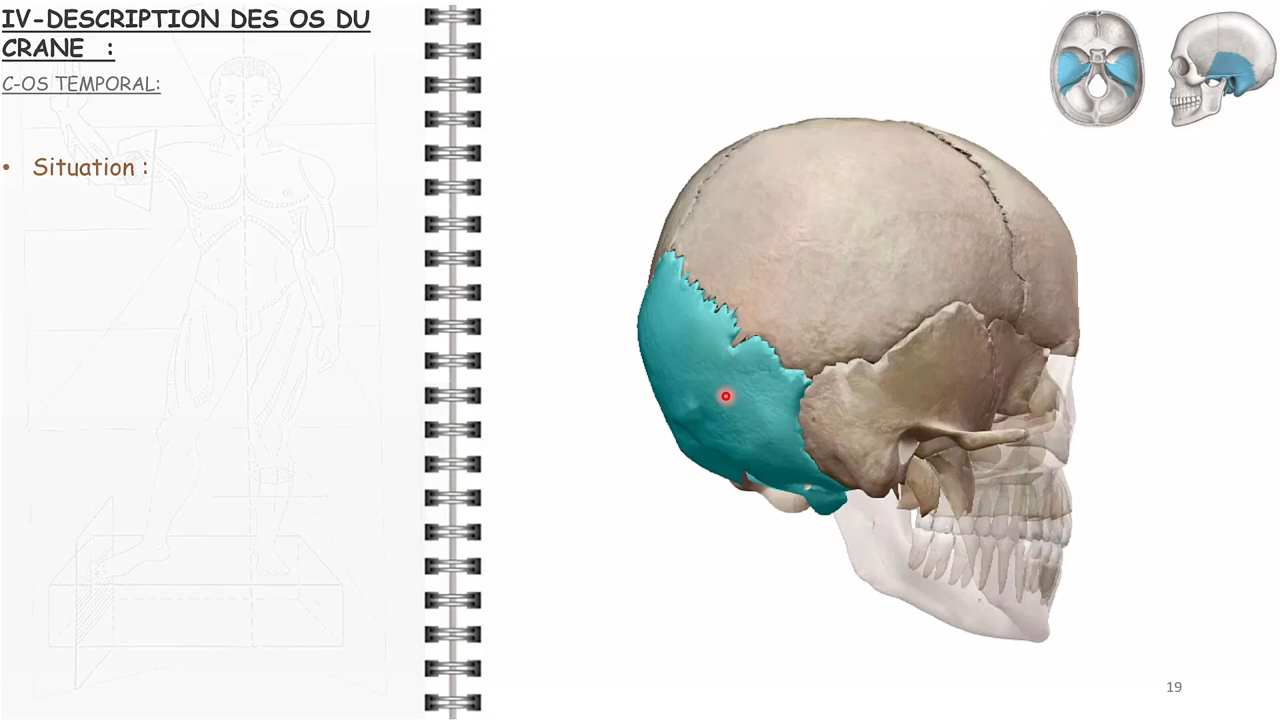 IV-DESCRIPTION DES OS DU
CRANE  :
C-OS TEMPORAL:
• Situation :
19